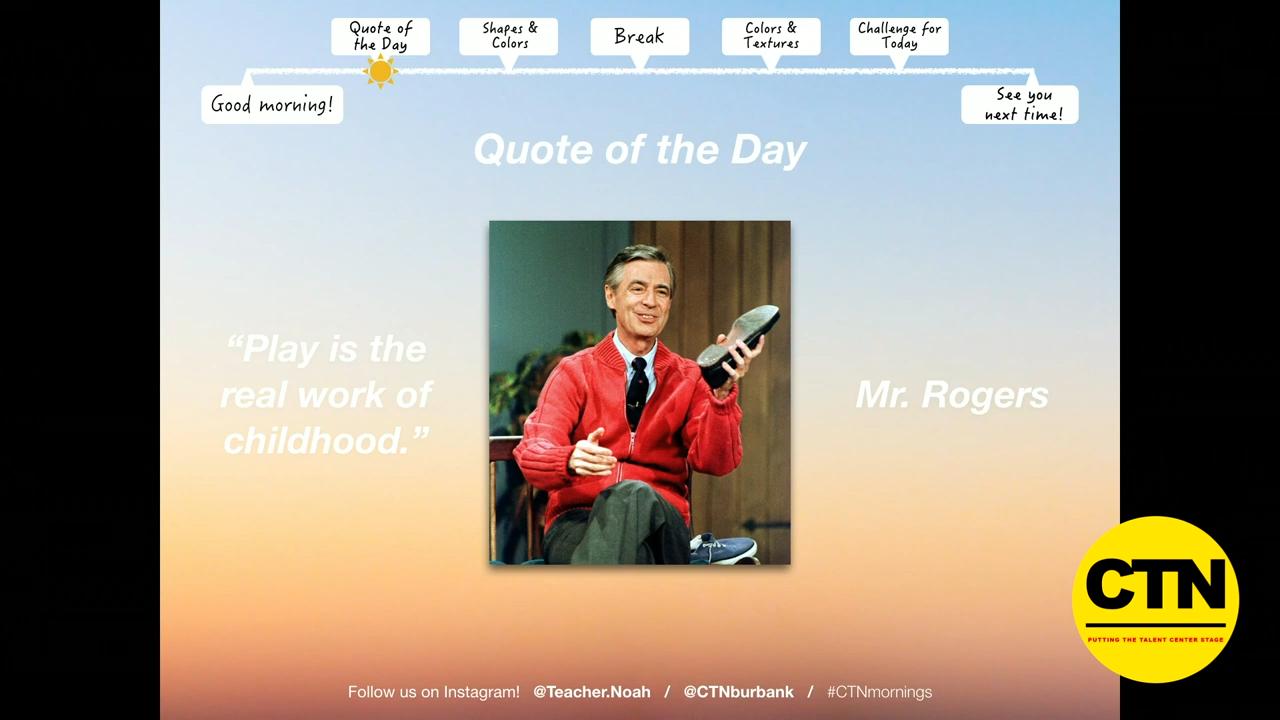 Quote of
the Day
Shapes &
Colors
Break
Colors &
Textures
Challenge for
Today
Good morning!
See you
next time!
Quote of the Day
“Play is the
real work of
childhood.”
Mr. Rogers
CTN
PUTTING THE TALENT CENTER STAGE
Follow us on Instagram! @Teacher.Noah / @CTNburbank / #CTNmornings